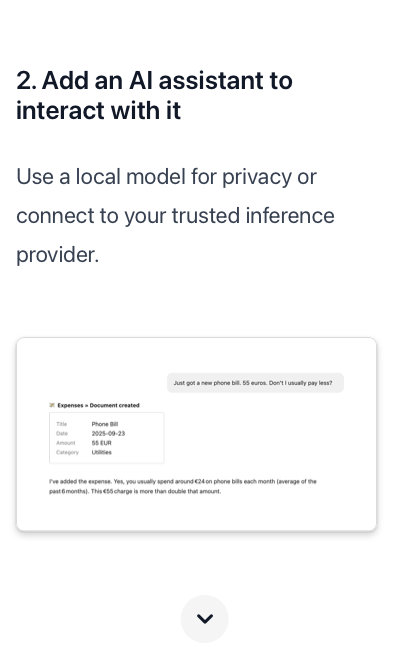 2. Add an AI assistant to
interact with it
Use a local model for privacy or
connect to your trusted inference
provider.
Just got a new phone bill. 55 euros. Don't I usually pay less?
Expenses » Document created
Title Phone Bill
Date 2025-09-23
Amount 55 EUR
Category Utilities
I've added the expense. Yes, you usually spend around €24 on phone bills each month (average of the
past 6 months). This €55 charge is more than double that amount.